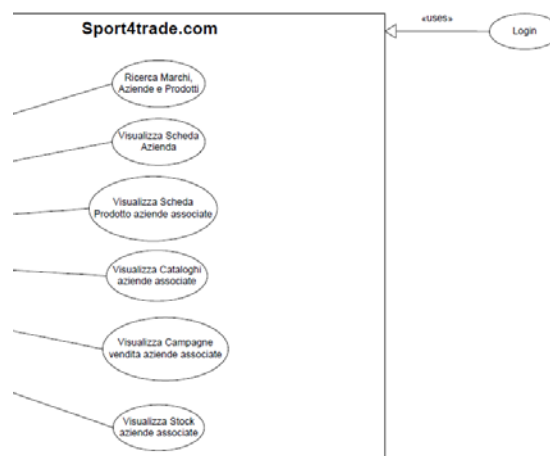 Sport4trade.com
«uses»
Login
Ricerca Marchi,
Aziende e Prodotti
Visualizza Scheda
Azienda
Visualizza Scheda
Prodotto aziende associate
Visualizza Cataloghi
aziende associate
Visualizza Campagne
vendita aziende associate
Visualizza Stock
aziende associate